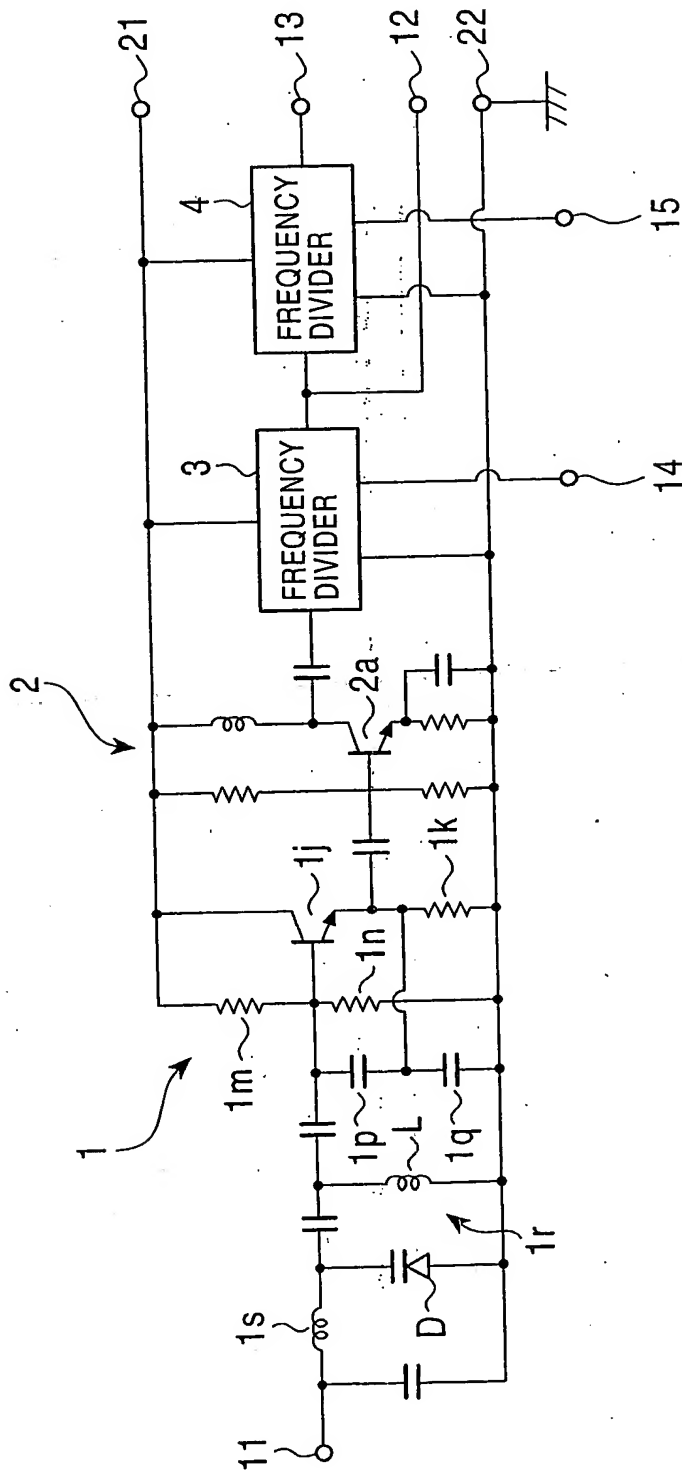 2
1
21
3
4
FREQUENCY
DIVIDER
FREQUENCY
DIVIDER
13
12
22
15
14
2a
1j
1k
1n
1m
1p
1q
L
1r
1s
D
11